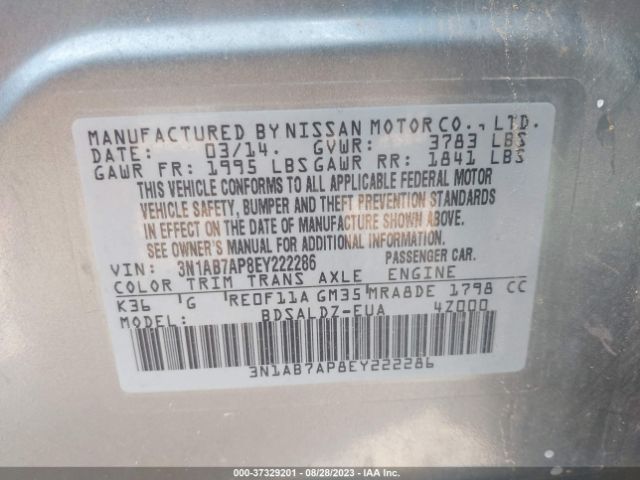 MANUFACTURED BY NISSAN MOTOR CO., LTD.
DATE: 03/14. GVWR: 3783 LBS
GAWR FR: 1995 LBS GAWR RR: 1841 LBS
THIS VEHICLE CONFORMS TO ALL APPLICABLE FEDERAL MOTOR
VEHICLE SAFETY, BUMPER AND THEFT PREVENTION STANDARDS
IN EFFECT ON THE DATE OF MANUFACTURE SHOWN ABOVE.
SEE OWNER'S MANUAL FOR ADDITIONAL INFORMATION.
VIN: 3N1AB7AP8EY222286 PASSENGER CAR.
COLOR TRIM TRANS AXLE ENGINE
K36 G RE0F11A GM35 MRA8DE 1798 CC
MODEL: BDSALDZ-EUA 4Z000
3N1AB7AP8EY222286
000-37329201 - 08/28/2023 - IAA Inc.